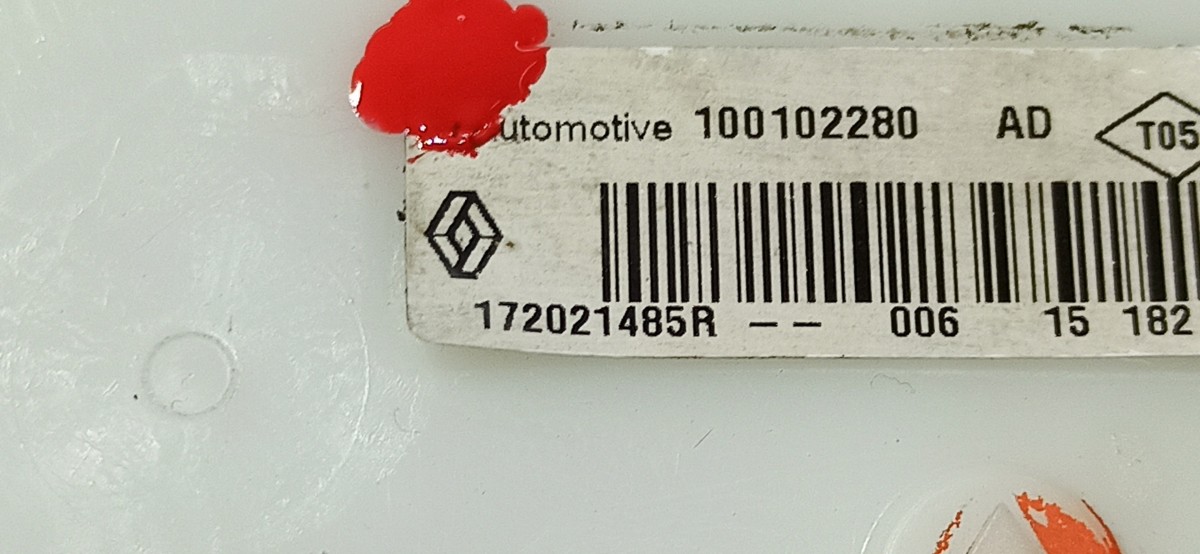 utomotive 100102280 AD T05
172021485R -- 006 15 182